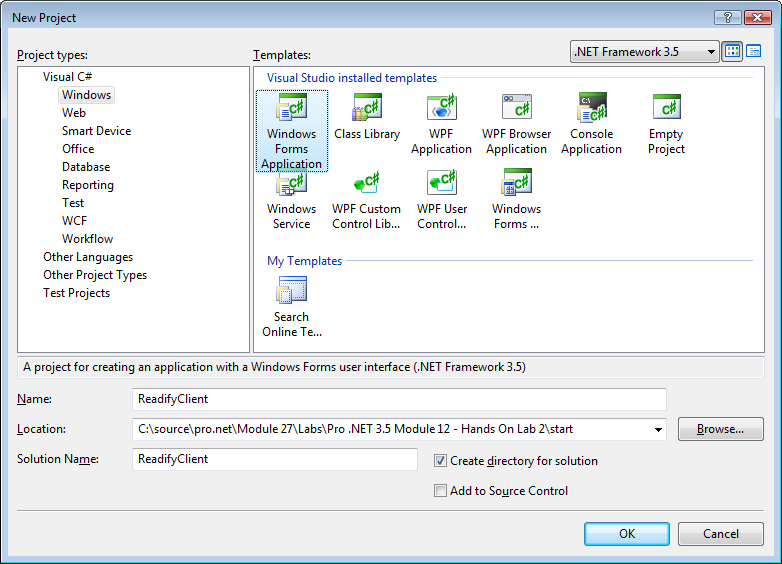 New Project
Project types:
Templates:
.NET Framework 3.5
Visual C#
Windows
Web
Smart Device
Office
Database
Reporting
Test
WCF
Workflow
Other Languages
Other Project Types
Test Projects
Visual Studio installed templates
Windows Forms Application
Class Library
WPF Application
WPF Browser Application
Console Application
Empty Project
Windows Service
WPF Custom Control Lib...
WPF User Control...
Windows Forms ...
My Templates
Search Online Te...
A project for creating an application with a Windows Forms user interface (.NET Framework 3.5)
Name:
ReadifyClient
Location:
C:\source\pro.net\Module 27\Labs\Pro .NET 3.5 Module 12 - Hands On Lab 2\start
Browse...
Solution Name:
ReadifyClient
Create directory for solution
Add to Source Control
OK
Cancel